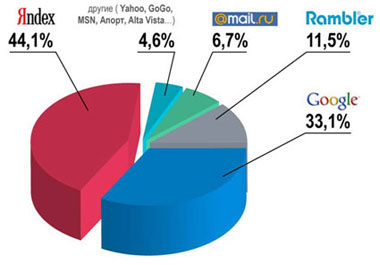 Яndex
44,1%
другие ( Yahoo, GoGo,
MSN, Апорт, Alta Vista...)
4,6%
@mail.ru
6,7%
Rambler
11,5%
Google
33,1%